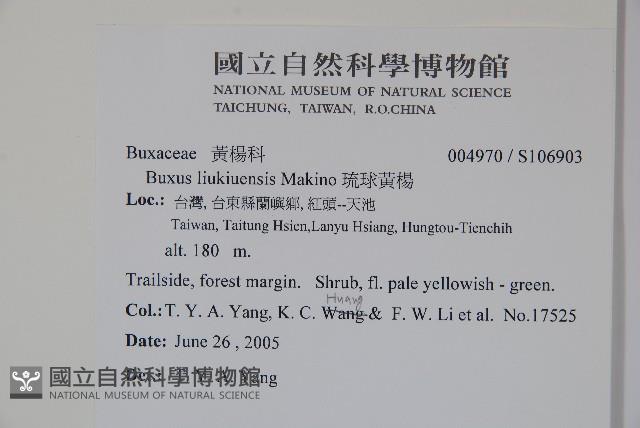 國立自然科學博物館
NATIONAL MUSEUM OF NATURAL SCIENCE
TAICHUNG, TAIWAN, R.O.CHINA
Buxaceae 黃楊科 004970 / S106903
Buxus liukiuensis Makino 琉球黃楊
Loc.: 台灣, 台東縣蘭嶼鄉, 紅頭--天池
Taiwan, Taitung Hsien,Lanyu Hsiang, Hungtou-Tienchih
alt. 180 m.
Trailside, forest margin. Shrub, fl. pale yellowish - green.
Huang
Col.: T. Y. A. Yang, K. C. Wang & F. W. Li et al. No.17525
Date: June 26 , 2005
Yang
國立自然科學博物館
NATIONAL MUSEUM OF NATURAL SCIENCE